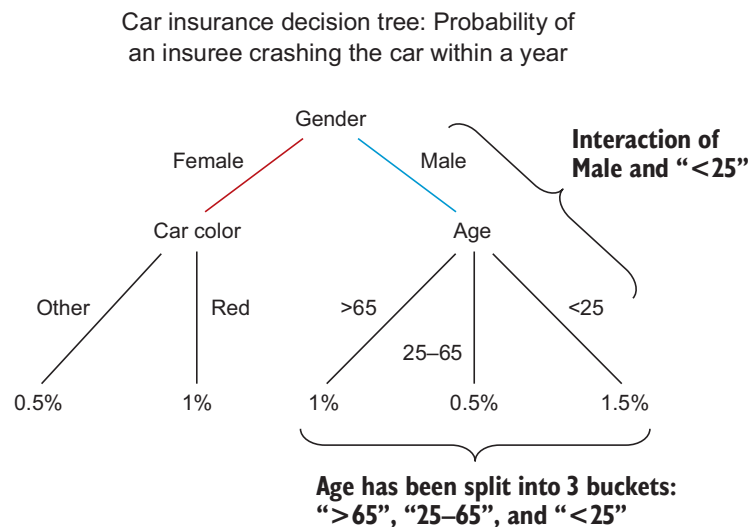 Car insurance decision tree: Probability of
an insuree crashing the car within a year
Gender
Interaction of
Male and “<25”
Female
Male
Car color
Age
Other
Red
>65
<25
25–65
0.5%
1%
1%
0.5%
1.5%
Age has been split into 3 buckets:
“>65”, “25–65”, and “<25”